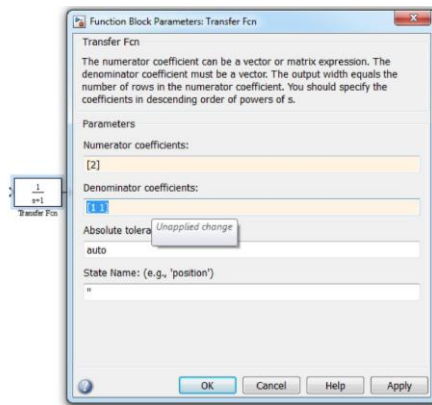 Function Block Parameters: Transfer Fcn
Transfer Fcn
The numerator coefficient can be a vector or matrix expression. The
denominator coefficient must be a vector. The output width equals the
number of rows in the numerator coefficient. You should specify the
coefficients in descending order of powers of s.
Parameters
Numerator coefficients:
[2]
Denominator coefficients:
[1 1]
Unapplied change
Absolute tolera
auto
State Name: (e.g., 'position')
''
OK Cancel Help Apply
1
s+1
Transfer Fcn